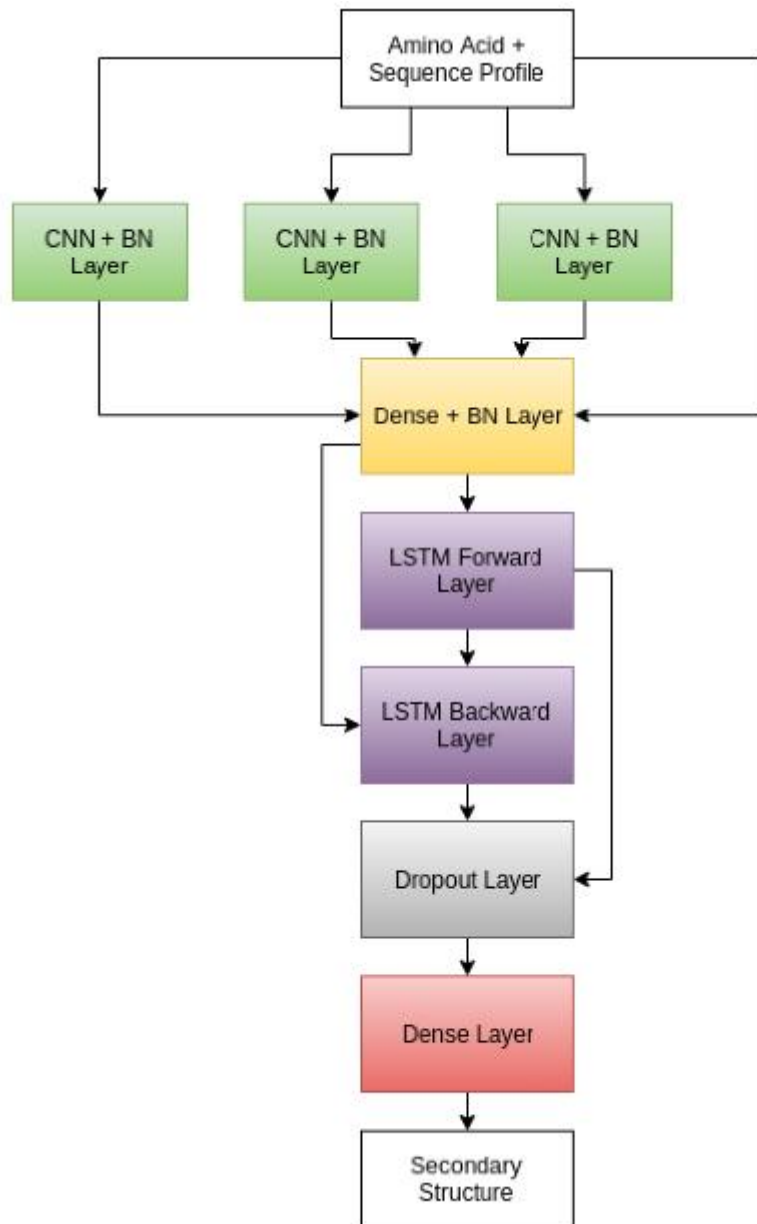 Amino Acid +
Sequence Profile
CNN + BN
Layer
CNN + BN
Layer
CNN + BN
Layer
Dense + BN Layer
LSTM Forward
Layer
LSTM Backward
Layer
Dropout Layer
Dense Layer
Secondary
Structure